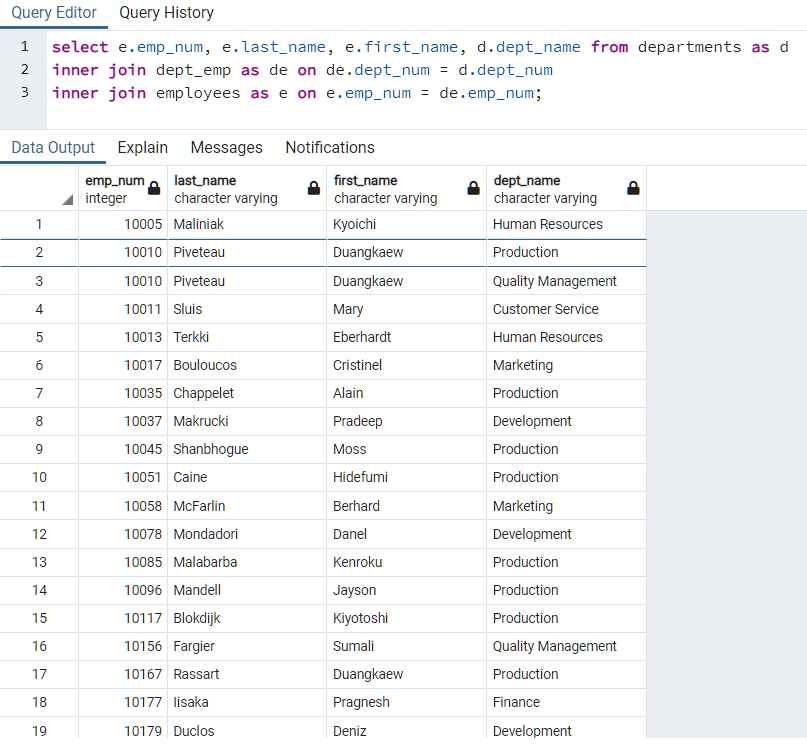 Query Editor Query History
1 select e.emp_num, e.last_name, e.first_name, d.dept_name from departments as d
2 inner join dept_emp as de on de.dept_num = d.dept_num
3 inner join employees as e on e.emp_num = de.emp_num;
Data Output Explain Messages Notifications
emp_num last_name first_name dept_name
integer character varying character varying character varying
1 10005 Maliniak Kyoichi Human Resources
2 10010 Piveteau Duangkaew Production
3 10010 Piveteau Duangkaew Quality Management
4 10011 Sluis Mary Customer Service
5 10013 Terkki Eberhardt Human Resources
6 10017 Bouloucos Cristinel Marketing
7 10035 Chappelet Alain Production
8 10037 Makrucki Pradeep Development
9 10045 Shanbhogue Moss Production
10 10051 Caine Hidefumi Production
11 10058 McFarlin Berhard Marketing
12 10078 Mondadori Danel Development
13 10085 Malabarba Kenroku Production
14 10096 Mandell Jayson Production
15 10117 Blokdijk Kiyotoshi Production
16 10156 Fargier Sumali Quality Management
17 10167 Rassart Duangkaew Production
18 10177 Iisaka Pragnesh Finance
19 10179 Duclos Deniz Development